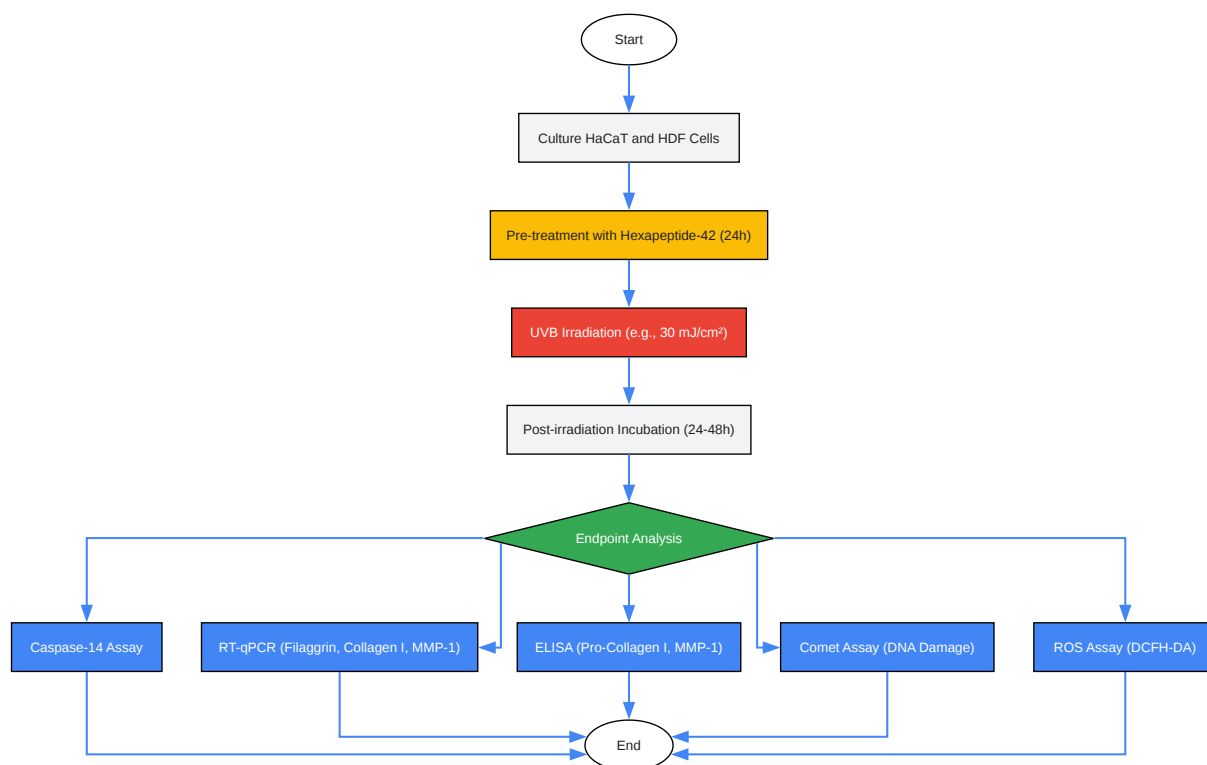 Start
Culture HaCaT and HDF Cells
Pre-treatment with Hexapeptide-42 (24h)
UVB Irradiation (e.g., 30 mJ/cm²)
Post-irradiation Incubation (24-48h)
Endpoint Analysis
Caspase-14 Assay
RT-qPCR (Filaggrin, Collagen I, MMP-1)
ELISA (Pro-Collagen I, MMP-1)
Comet Assay (DNA Damage)
ROS Assay (DCFH-DA)
End